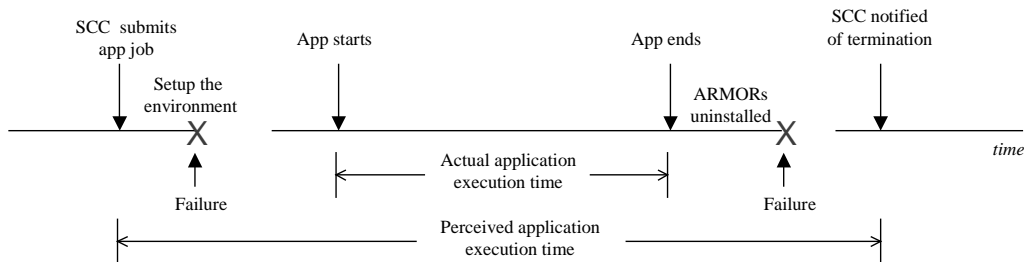 SCC submits
app job
App starts
App ends
SCC notified
of termination
Setup the
environment
ARMORs
uninstalled
X
X
time
Actual application
execution time
Failure
Failure
Perceived application
execution time